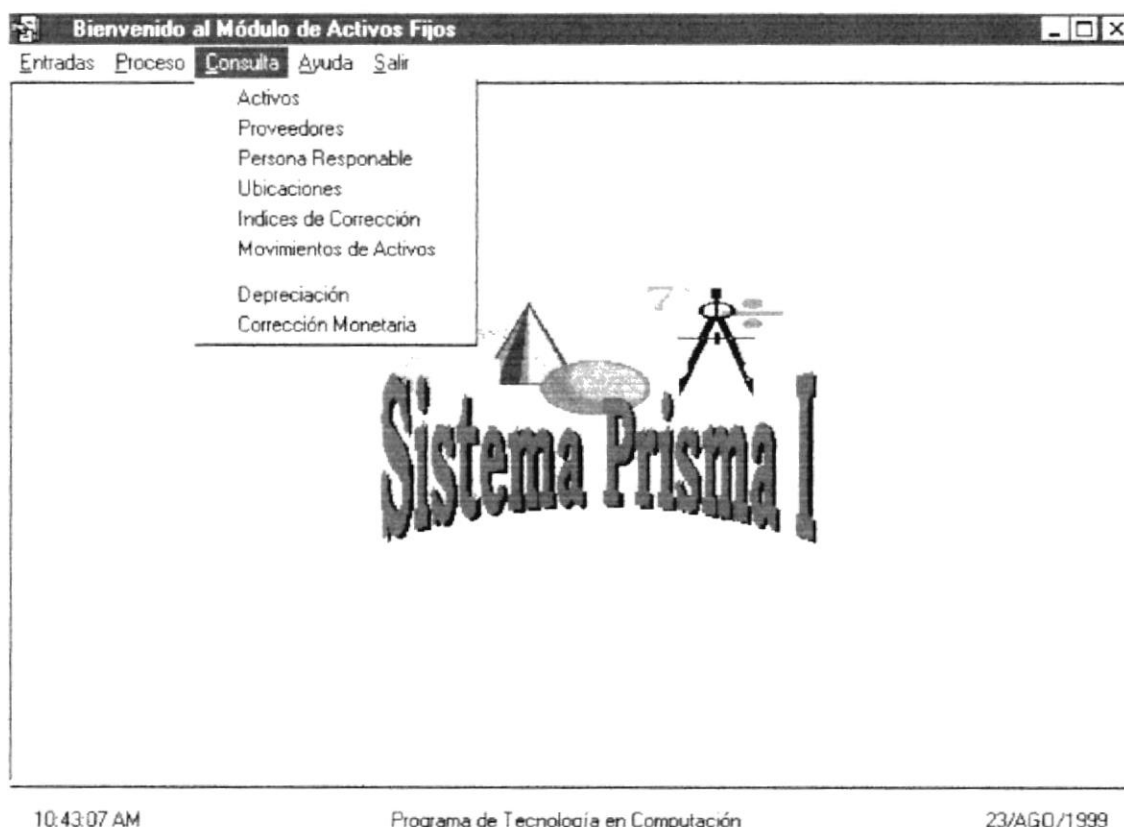 Bienvenido al Módulo de Activos Fijos
Entradas Proceso Consulta Ayuda Salir
Activos
Proveedores
Persona Responable
Ubicaciones
Indices de Corrección
Movimientos de Activos
Depreciación
Corrección Monetaria
7
Sistema Prisma I
10:43:07 AM Programa de Tecnología en Computación 23/AGO/1999